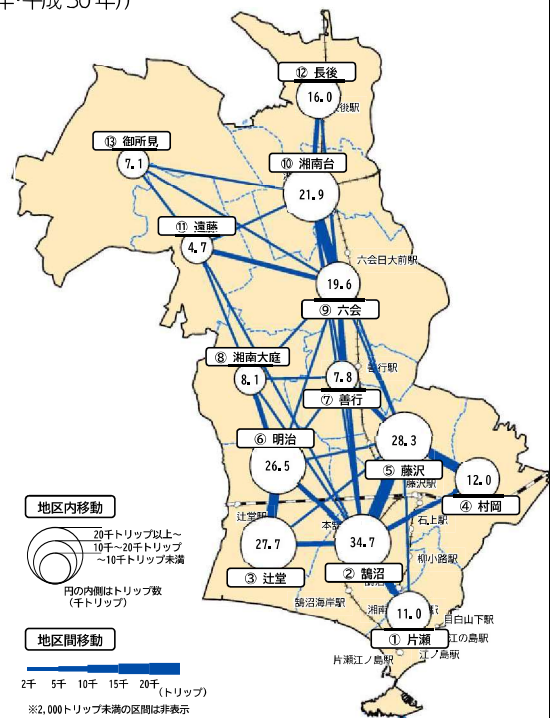 年・平成 30 年))
⑫ 長後
16.0
後駅
⑬ 御所見
7.1
⑩ 湘南台
21.9
⑪ 遠藤
4.7
六会日大前駅
19.6
⑨ 六会
⑧ 湘南大庭
8.1
善行駅
7.8
⑦ 善行
⑥ 明治
26.5
28.3
⑤ 藤沢
藤沢駅
12.0
④ 村岡
辻堂駅
石上駅
27.7
③ 辻堂
34.7
② 鵠沼
柳小路駅
鵠沼海岸駅
11.0
① 片瀬
目白山下駅
江の島駅
江ノ島駅
片瀬江ノ島駅
地区内移動
20千トリップ以上~
10千~20千トリップ
~10千トリップ未満
円の内側はトリップ数
(千トリップ)
地区間移動
2千 5千 10千 15千 20千 (トリップ)
※2,000トリップ未満の区間は非表示